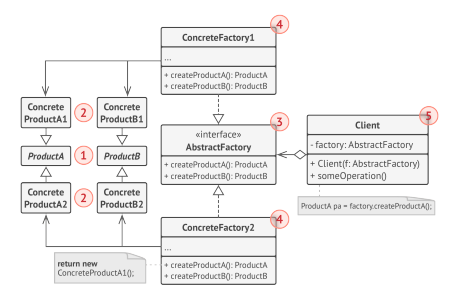 ConcreteFactory1
4
...
+ createProductA(): ProductA
+ createProductB(): ProductB
Concrete
ProductA1
2
Concrete
ProductB1
ProductA
1
ProductB
Concrete
ProductA2
2
Concrete
ProductB2
«interface»
AbstractFactory
3
+ createProductA(): ProductA
+ createProductB(): ProductB
Client
5
- factory: AbstractFactory
+ Client(f: AbstractFactory)
+ someOperation()
ProductA pa = factory.createProductA();
ConcreteFactory2
4
...
+ createProductA(): ProductA
+ createProductB(): ProductB
return new
ConcreteProductA1();